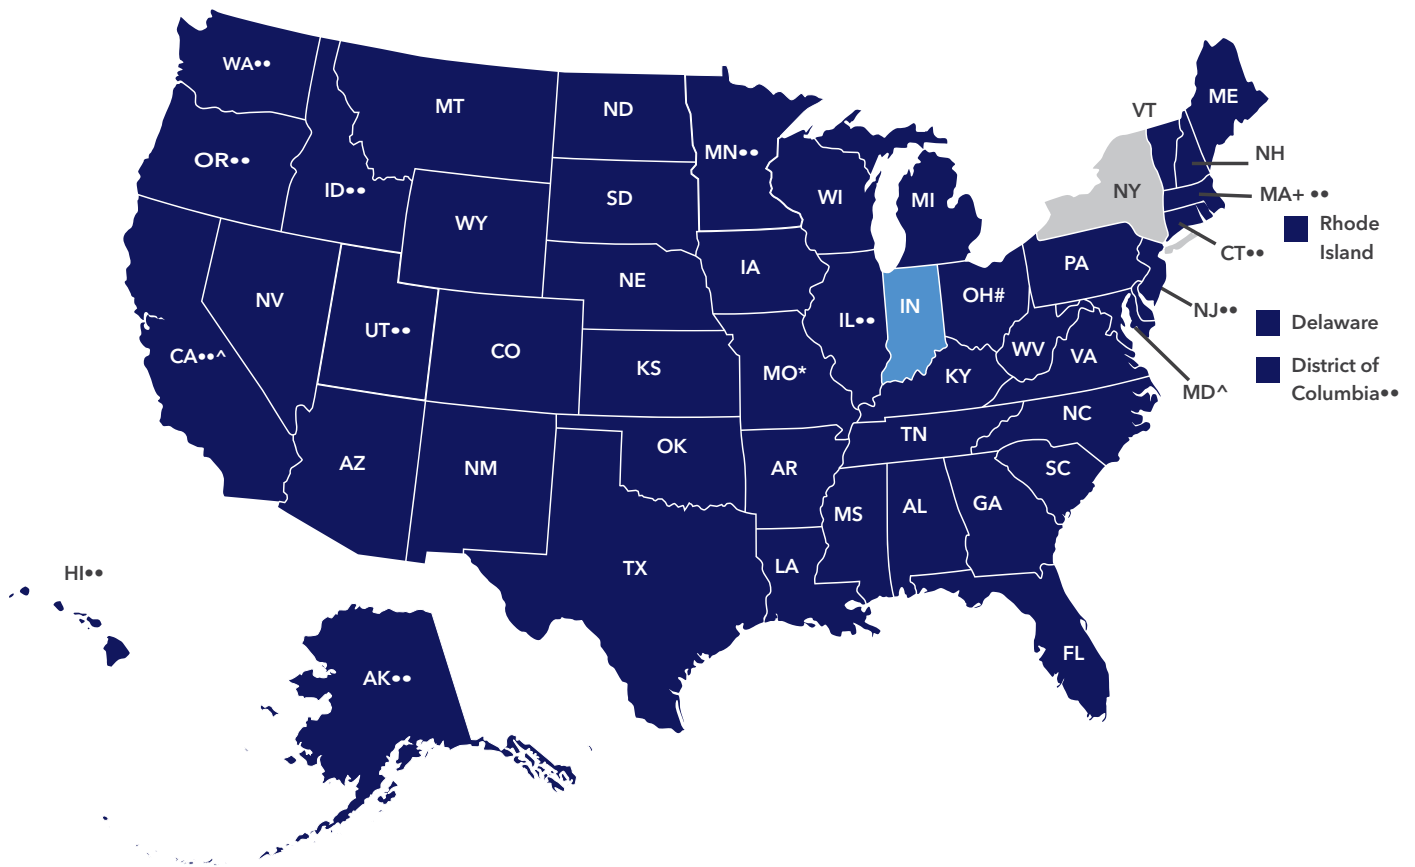 WA••
MT
ND
MN••
OR••
ID••
SD
WI
MI
WY
ME
VT
NH
NY
MA+ ••
Rhode
Island
CT••
IA
PA
NE
NV
IN
OH#
NJ••
UT••
IL••
Delaware
CO
CA••^
KS
MO*
WV
VA
KY
District of
Columbia••
MD^
NC
TN
OK
AZ
NM
AR
SC
MS
AL
GA
TX
LA
HI••
FL
AK••